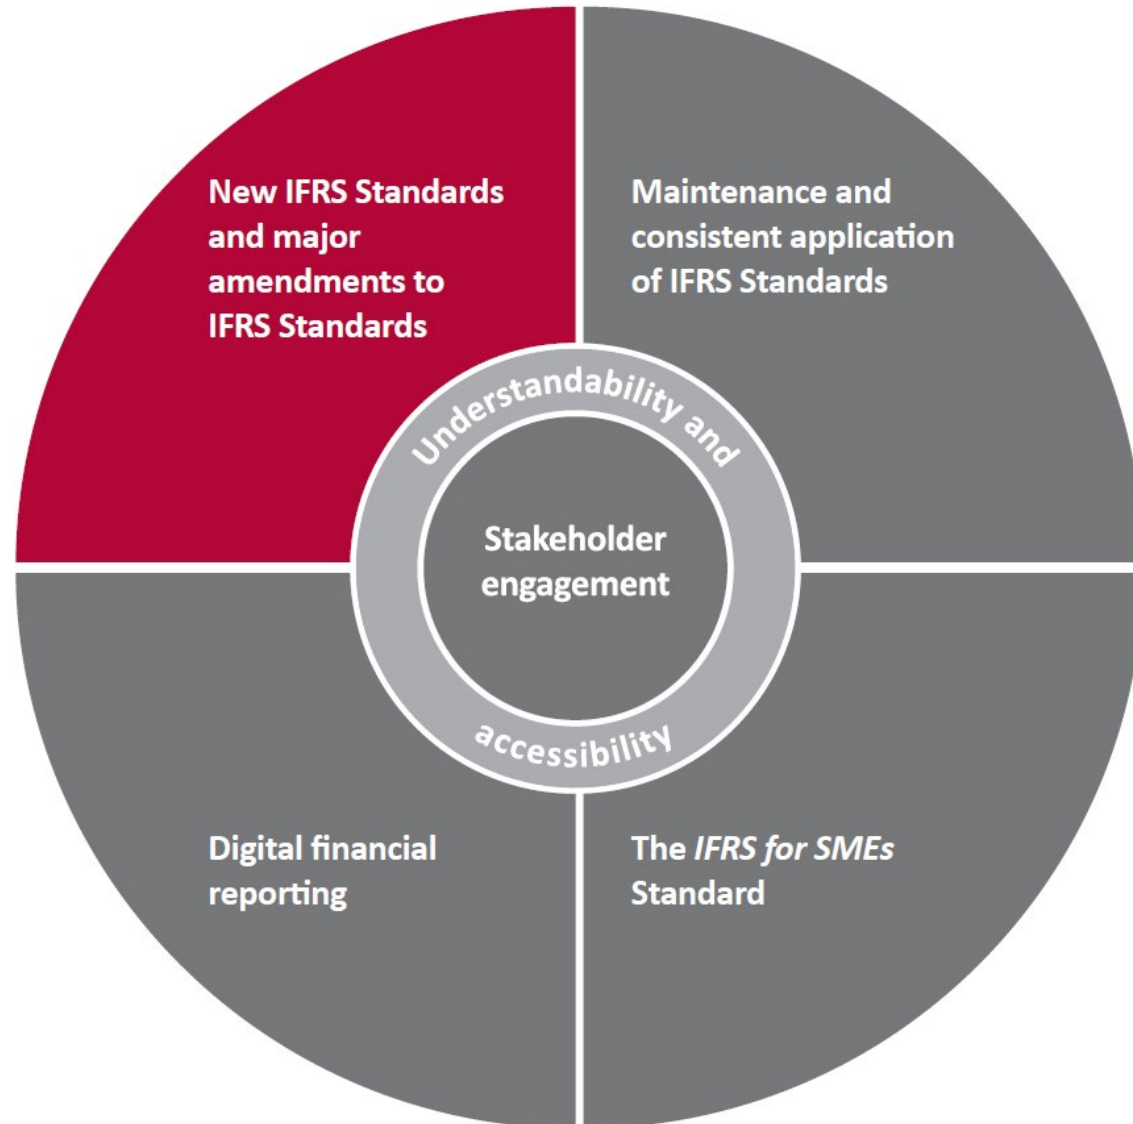 New IFRS Standards
and major
amendments to
IFRS Standards
Maintenance and
consistent application
of IFRS Standards
Understandability and
accessibility
Stakeholder
engagement
Digital financial
reporting
The IFRS for SMEs
Standard